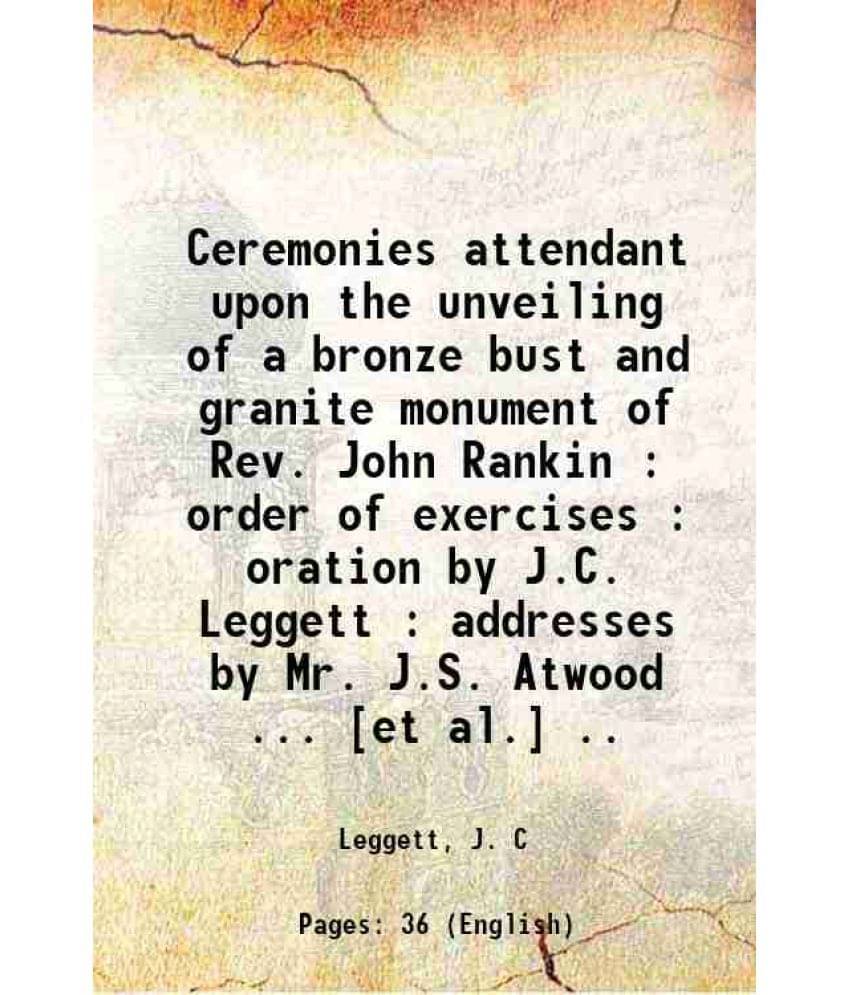 Ceremonies attendant
upon the unveiling
of a bronze bust and
granite monument of
Rev. John Rankin :
order of exercises :
oration by J.C.
Leggett : addresses
by Mr. J.S. Atwood
... [et al.] ..
Leggett, J. C
Pages: 36 (English)